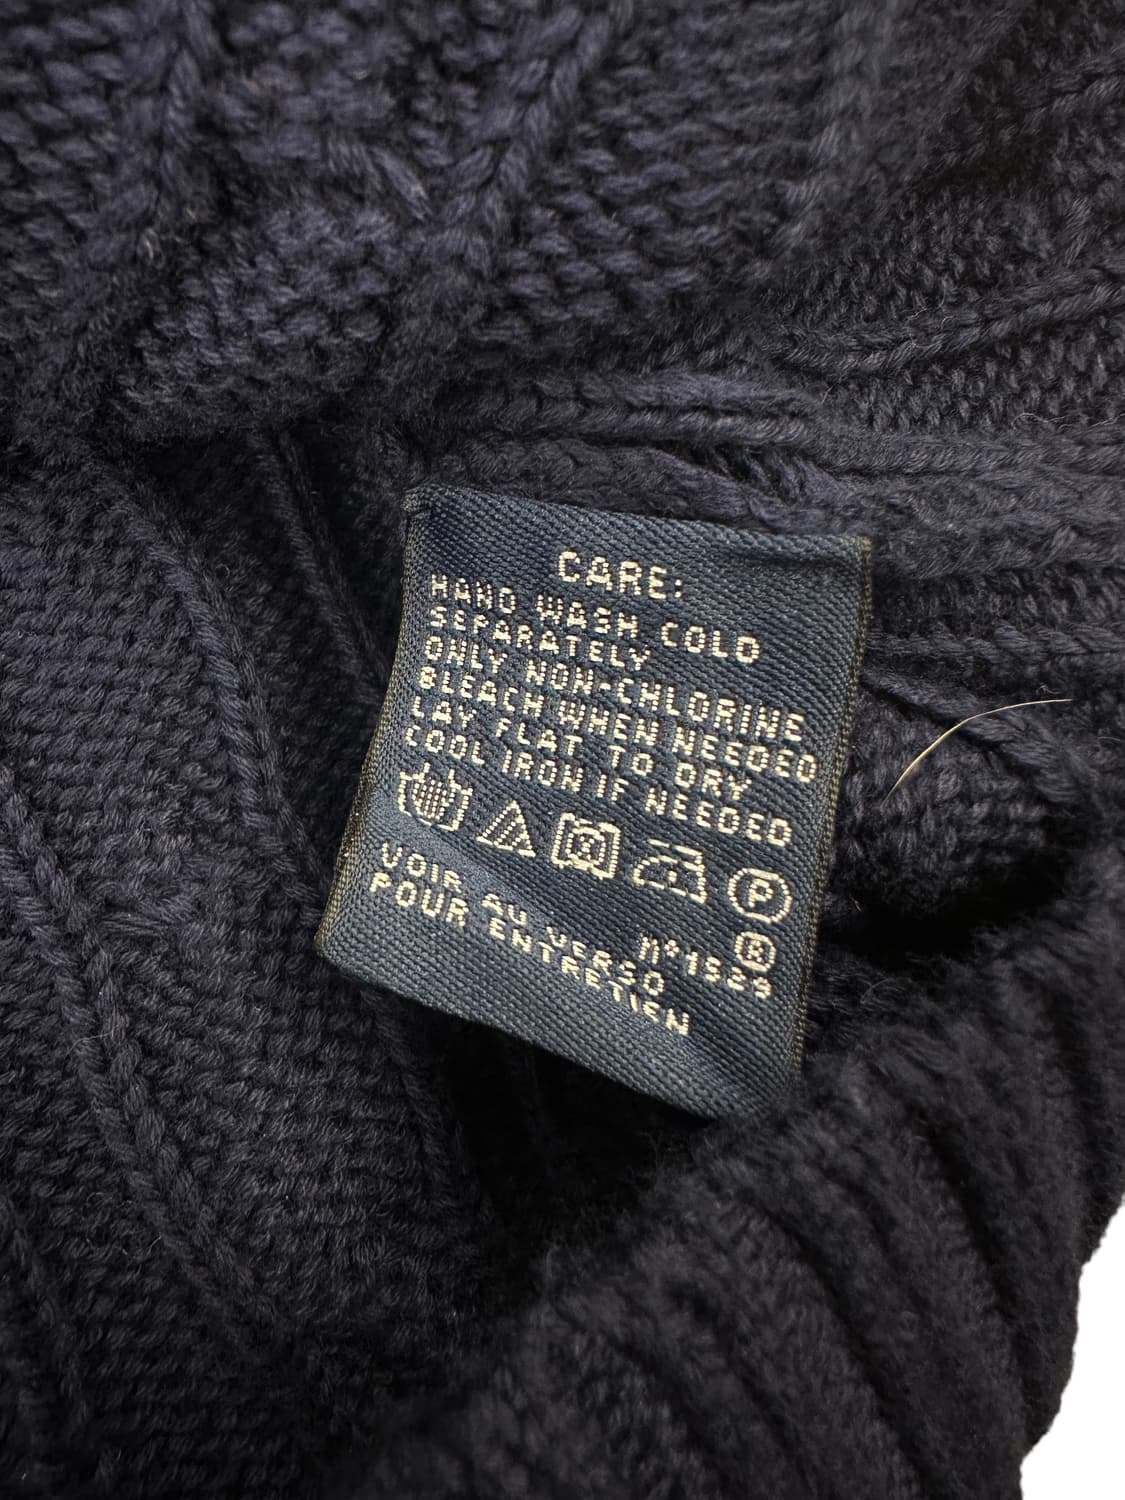 CARE:
HAND WASH COLD
SEPARATELY
ONLY NON-CHLORINE
BLEACH WHEN NEEDED
LAY FLAT TO DRY
COOL IRON IF NEEDED
P
R
N°1529
VOIR AU VERSO
POUR ENTRETIEN